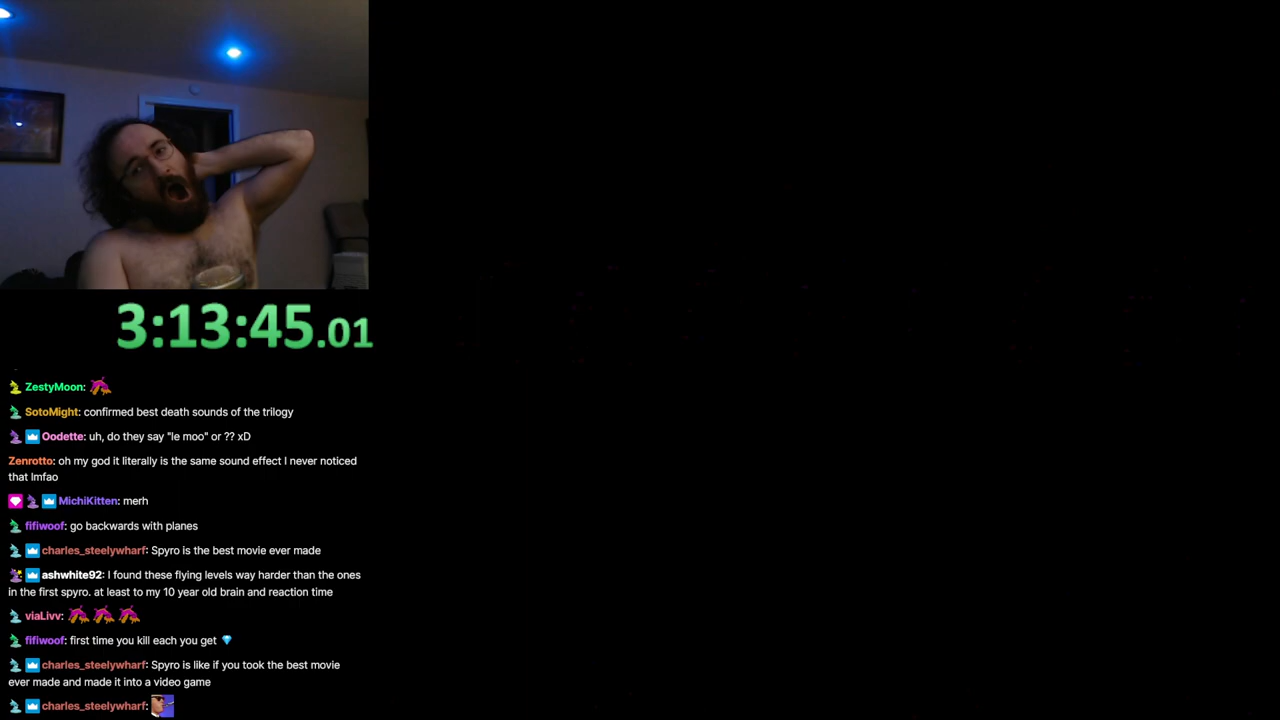 3:13:45.01
ZestyMoon:
SotoMight: confirmed best death sounds of the trilogy
Oodette: uh, do they say "le moo" or ?? xD
Zenrotto: oh my god it literally is the same sound effect I never noticed
that lmfao
MichiKitten: merh
fifiwoof: go backwards with planes
charles_steelywharf: Spyro is the best movie ever made
ashwhite92: I found these flying levels way harder than the ones
in the first spyro. at least to my 10 year old brain and reaction time
viaLivv:
fifiwoof: first time you kill each you get 💎
charles_steelywharf: Spyro is like if you took the best movie
ever made and made it into a video game
charles_steelywharf: